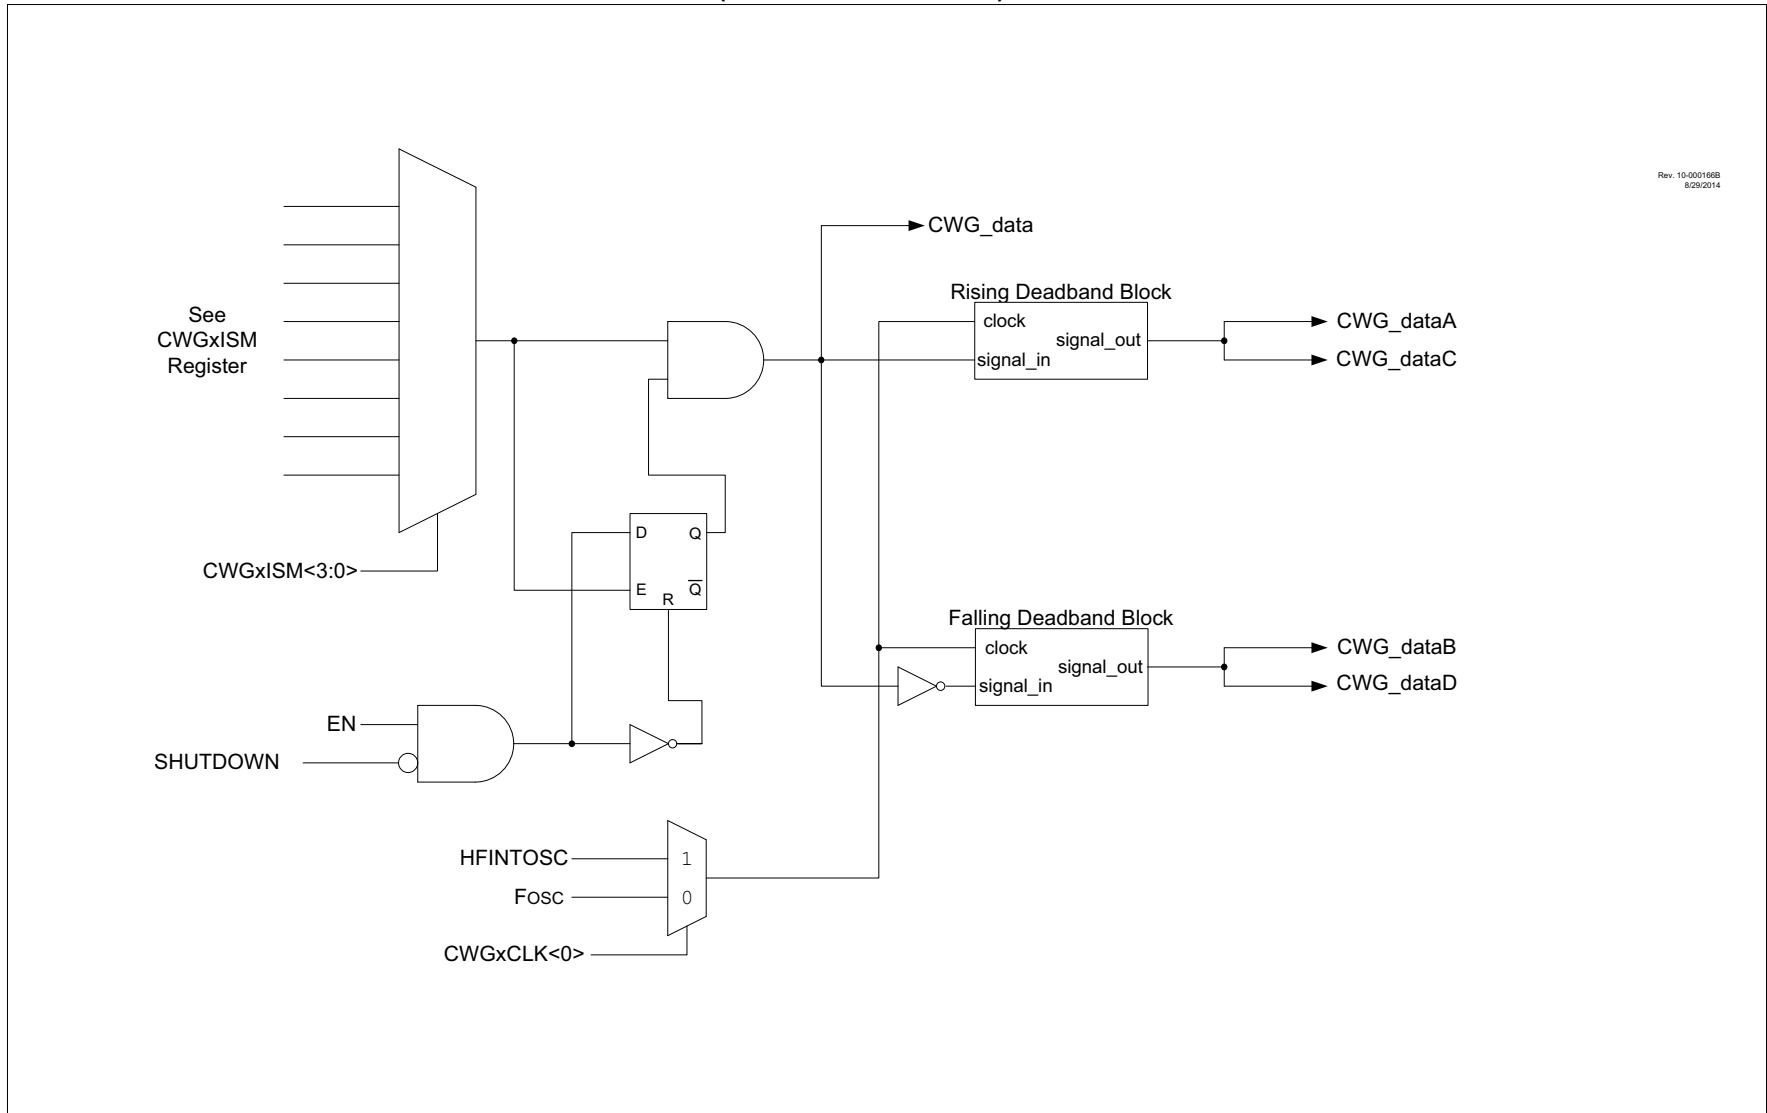 Rev. 10-000166B
8/29/2014
CWG_data
Rising Deadband Block
clock
signal_out
signal_in
CWG_dataA
CWG_dataC
See
CWGxISM
Register
CWGxISM<3:0>
D
Q
E
Q̅
R
Falling Deadband Block
clock
signal_out
signal_in
CWG_dataB
CWG_dataD
EN
SHUTDOWN
HFINTOSC
1
FOSC
0
CWGxCLK<0>